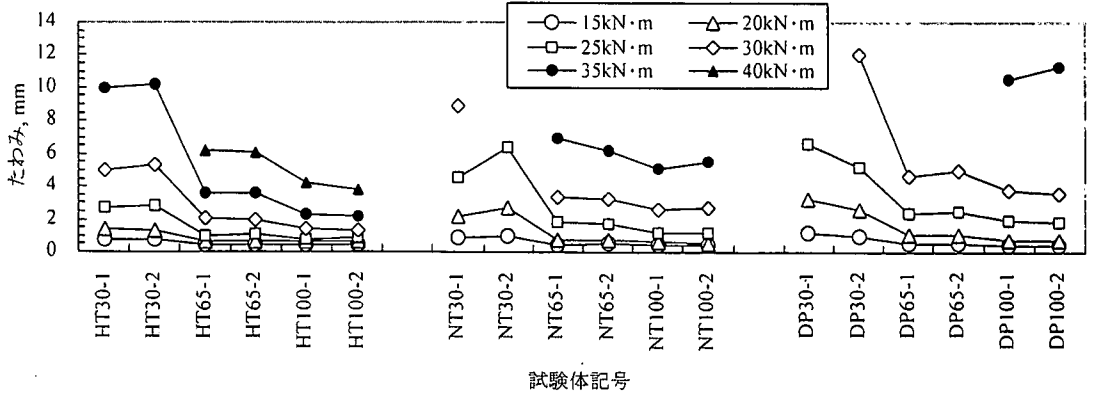 15kN・m 20kN・m
25kN・m 30kN・m
35kN・m 40kN・m
たわみ, mm
14
12
10
8
6
4
2
0
HT30-1
HT30-2
HT65-1
HT65-2
HT100-1
HT100-2
NT30-1
NT30-2
NT65-1
NT65-2
NT100-1
NT100-2
DP30-1
DP30-2
DP65-1
DP65-2
DP100-1
DP100-2
試験体記号